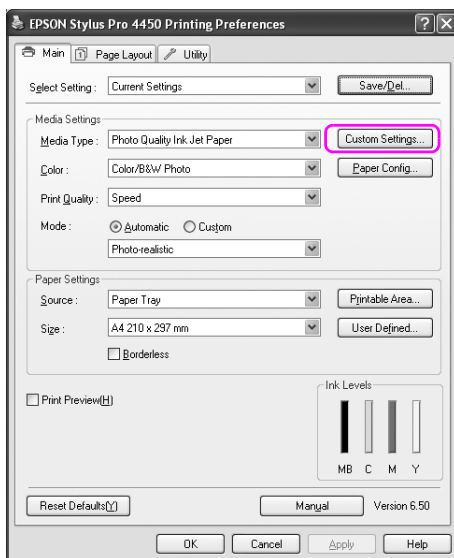 EPSON Stylus Pro 4450 Printing Preferences
Main Page Layout Utility
Select Setting : Current Settings Save/Del...
Media Settings
Media Type : Photo Quality Ink Jet Paper Custom Settings...
Color : Color/B&W Photo Paper Config...
Print Quality : Speed
Mode : Automatic Custom
Photo-realistic
Paper Settings
Source : Paper Tray Printable Area...
Size : A4 210 x 297 mm User Defined...
Borderless
Print Preview(H)
Ink Levels
MB C M Y
Reset Defaults(Y) Manual Version 6.50
OK Cancel Apply Help